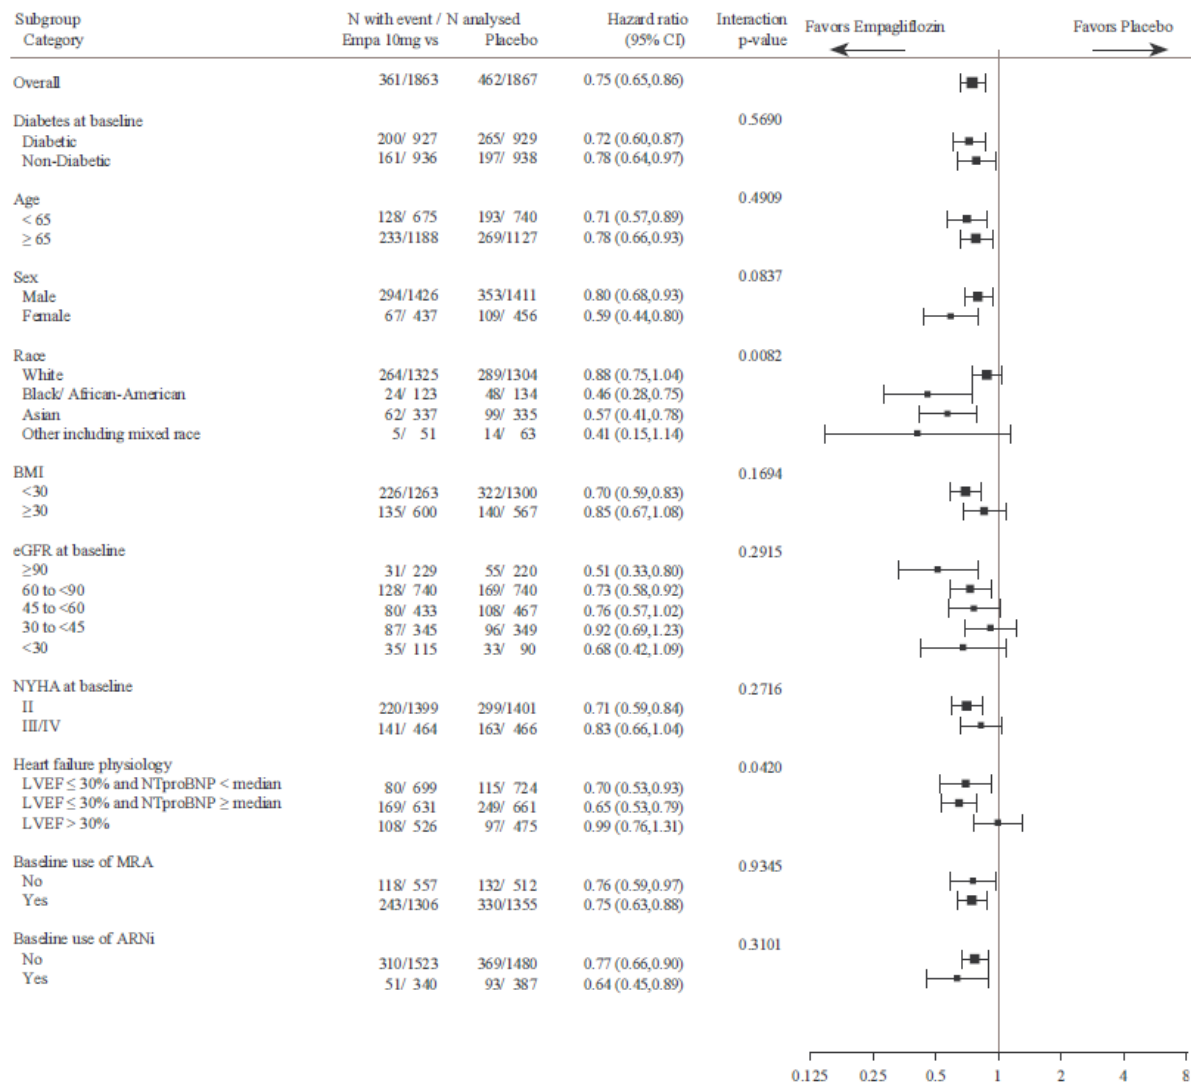 Subgroup N with event / N analysed Hazard ratio Interaction
Category Empa 10mg vs Placebo (95% CI) p-value Favors Empagliflozin Favors Placebo
Overall 361/1863 462/1867 0.75 (0.65,0.86)
Diabetes at baseline 0.5690
Diabetic 200/ 927 265/ 929 0.72 (0.60,0.87)
Non-Diabetic 161/ 936 197/ 938 0.78 (0.64,0.97)
Age 0.4909
< 65 128/ 675 193/ 740 0.71 (0.57,0.89)
≥ 65 233/1188 269/1127 0.78 (0.66,0.93)
Sex 0.0837
Male 294/1426 353/1411 0.80 (0.68,0.93)
Female 67/ 437 109/ 456 0.59 (0.44,0.80)
Race 0.0082
White 264/1325 289/1304 0.88 (0.75,1.04)
Black/ African-American 24/ 123 48/ 134 0.46 (0.28,0.75)
Asian 62/ 337 99/ 335 0.57 (0.41,0.78)
Other including mixed race 5/ 51 14/ 63 0.41 (0.15,1.14)
BMI 0.1694
<30 226/1263 322/1300 0.70 (0.59,0.83)
≥30 135/ 600 140/ 567 0.85 (0.67,1.08)
eGFR at baseline 0.2915
≥90 31/ 229 55/ 220 0.51 (0.33,0.80)
60 to <90 128/ 740 169/ 740 0.73 (0.58,0.92)
45 to <60 80/ 433 108/ 467 0.76 (0.57,1.02)
30 to <45 87/ 345 96/ 349 0.92 (0.69,1.23)
<30 35/ 115 33/ 90 0.68 (0.42,1.09)
NYHA at baseline 0.2716
II 220/1399 299/1401 0.71 (0.59,0.84)
III/IV 141/ 464 163/ 466 0.83 (0.66,1.04)
Heart failure physiology 0.0420
LVEF ≤ 30% and NTproBNP < median 80/ 699 115/ 724 0.70 (0.53,0.93)
LVEF ≤ 30% and NTproBNP ≥ median 169/ 631 249/ 661 0.65 (0.53,0.79)
LVEF > 30% 108/ 526 97/ 475 0.99 (0.76,1.31)
Baseline use of MRA 0.9345
No 118/ 557 132/ 512 0.76 (0.59,0.97)
Yes 243/1306 330/1355 0.75 (0.63,0.88)
Baseline use of ARNi 0.3101
No 310/1523 369/1480 0.77 (0.66,0.90)
Yes 51/ 340 93/ 387 0.64 (0.45,0.89)
0.125 0.25 0.5 1 2 4 8